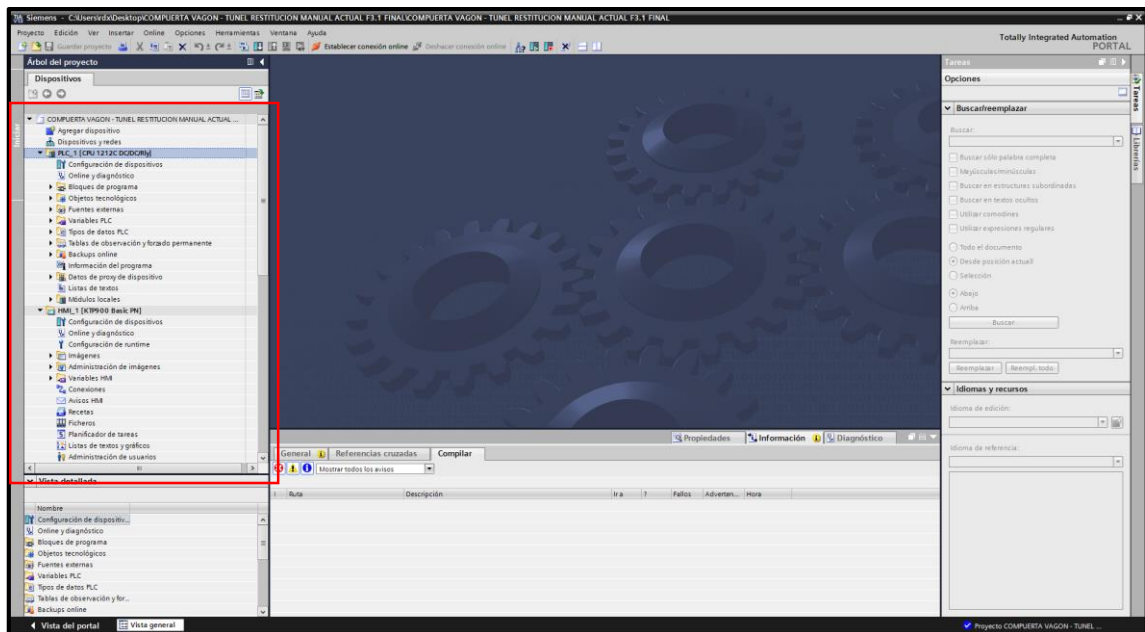 Siemens - C:\Users\rdx\Desktop\COMPUERTA VAGON - TUNEL RESTITUCION MANUAL ACTUAL F3.1 FINAL\COMPUERTA VAGON - TUNEL RESTITUCION MANUAL ACTUAL F3.1 FINAL
Proyecto Edición Ver Insertar Online Opciones Herramientas Ventana Ayuda
Guardar proyecto Establecer conexión online Deshacer conexión online
Totally Integrated Automation
PORTAL
Árbol del proyecto
Dispositivos
Iniciar
COMPUERTA VAGON - TUNEL RESTITUCION MANUAL ACTUAL ...
Agregar dispositivo
Dispositivos y redes
PLC_1 [CPU 1212C DC/DC/Rly]
Configuración de dispositivos
Online y diagnóstico
Bloques de programa
Objetos tecnológicos
Fuentes externas
Variables PLC
Tipos de datos PLC
Tablas de observación y forzado permanente
Backups online
Información del programa
Datos de proxy de dispositivo
Listas de textos
Módulos locales
HMI_1 [KTP900 Basic PN]
Configuración de dispositivos
Online y diagnóstico
Configuración de runtime
Imágenes
Administración de imágenes
Variables HMI
Conexiones
Avisos HMI
Recetas
Ficheros
Planificador de tareas
Listas de textos y gráficos
Administración de usuarios
Vista detallada
Nombre
Configuración de dispositiv...
Online y diagnóstico
Bloques de programa
Objetos tecnológicos
Fuentes externas
Variables PLC
Tipos de datos PLC
Tablas de observación y for...
Backups online
Propiedades Información Diagnóstico
General Referencias cruzadas Compilar
Mostrar todos los avisos
! Ruta Descripción Ir a ? Fallos Adverten... Hora
Tareas
Opciones
Buscar/reemplazar
Buscar:
Buscar sólo palabra completa
Mayúsculas/minúsculas
Buscar en estructuras subordinadas
Buscar en textos ocultos
Utilizar comodines
Utilizar expresiones regulares
Todo el documento
Desde posición actual
Selección
Abajo
Arriba
Buscar
Reemplazar:
Reemplazar Reempl. todo
Idiomas y recursos
Idioma de edición:
Idioma de referencia:
Tareas
Librerías
Vista del portal Vista general
Proyecto COMPUERTA VAGON - TUNEL ...